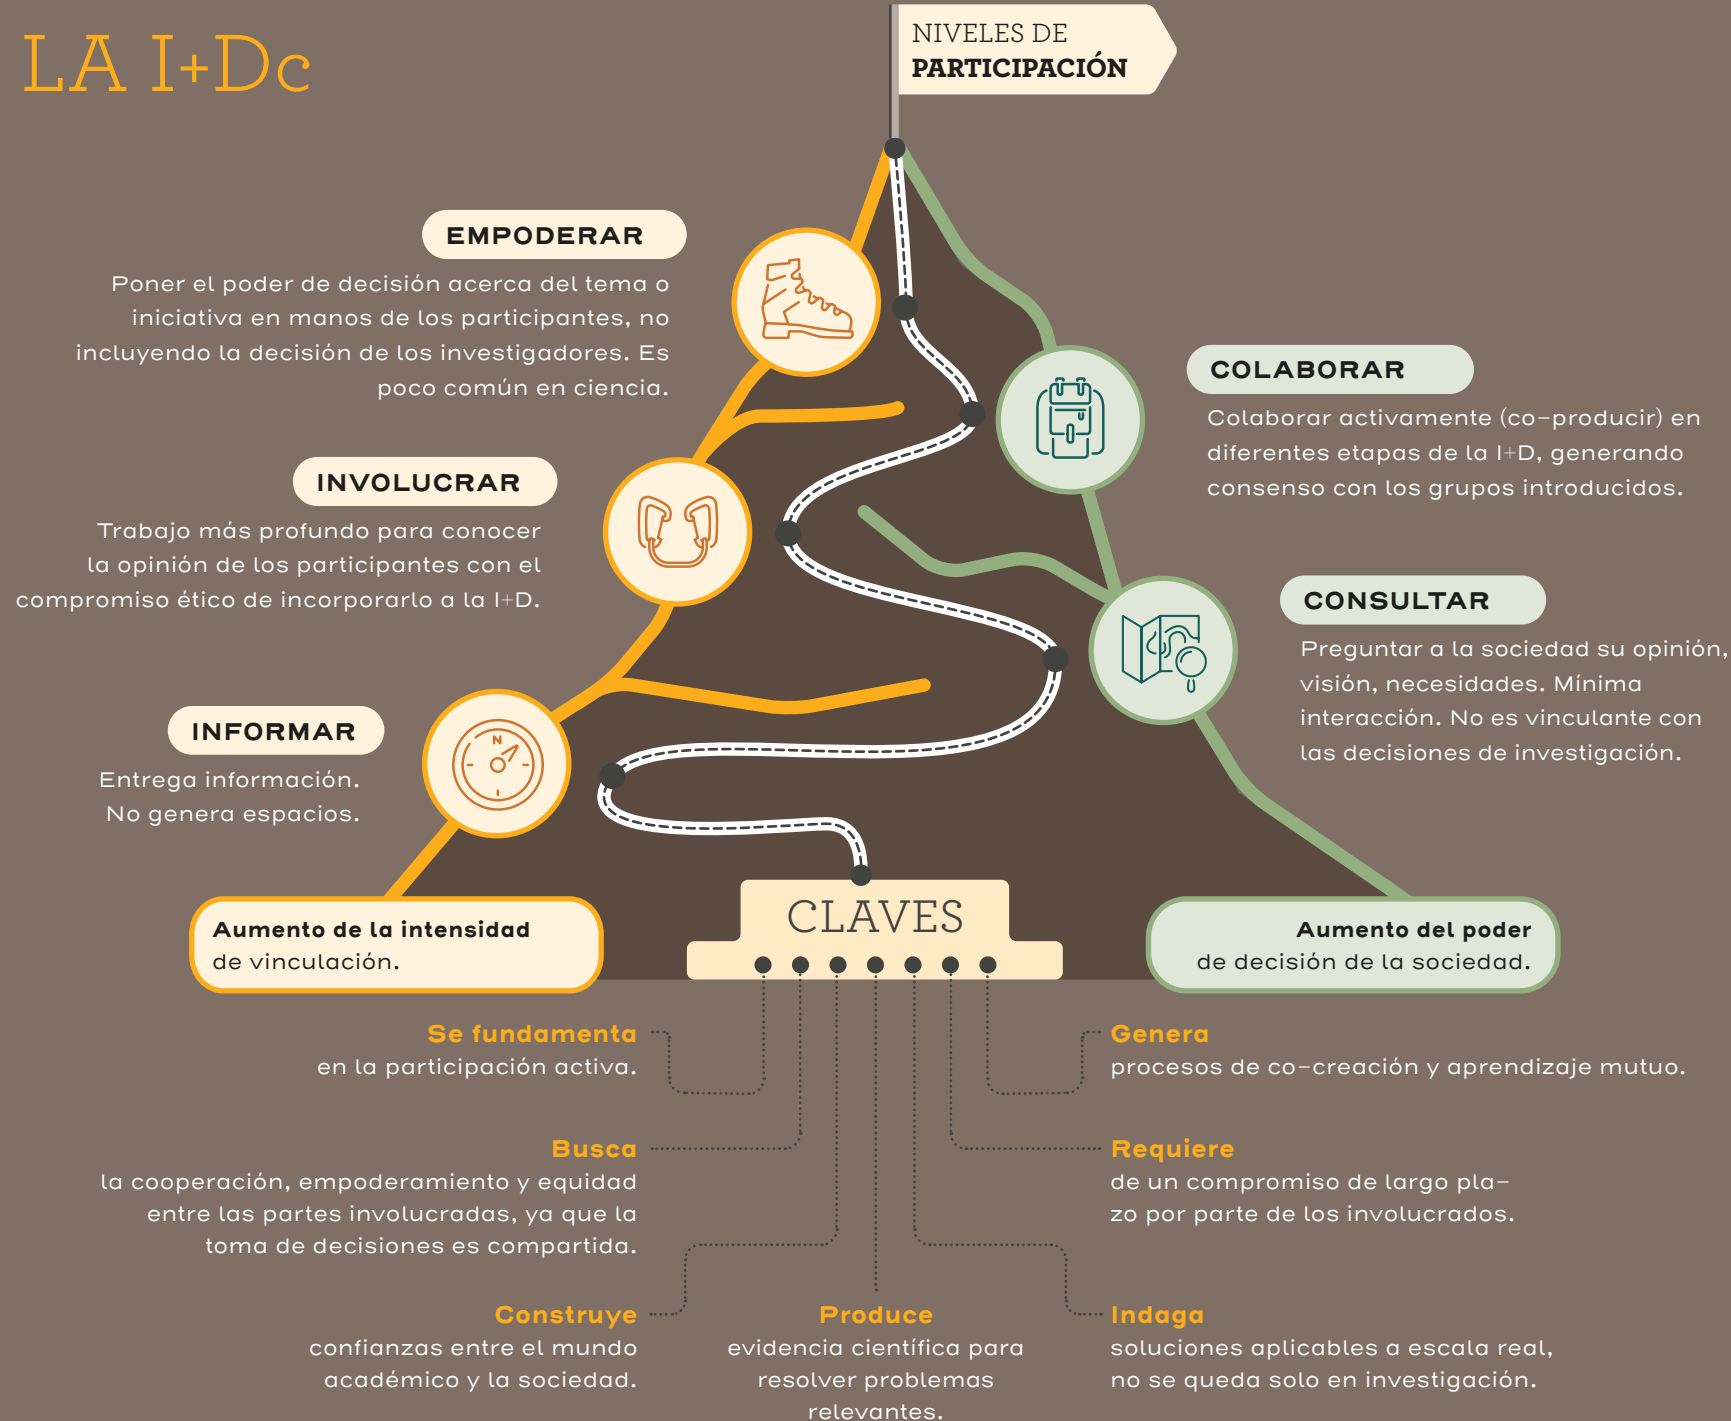 LA I+Dc
NIVELES DE
PARTICIPACIÓN
EMPODERAR
Poner el poder de decisión acerca del tema o
iniciativa en manos de los participantes, no
incluyendo la decisión de los investigadores. Es
poco común en ciencia.
COLABORAR
Colaborar activamente (co-producir) en
diferentes etapas de la I+D, generando
consenso con los grupos introducidos.
INVOLUCRAR
Trabajo más profundo para conocer
la opinión de los participantes con el
compromiso ético de incorporarlo a la I+D.
CONSULTAR
Preguntar a la sociedad su opinión,
visión, necesidades. Mínima
interacción. No es vinculante con
las decisiones de investigación.
INFORMAR
Entrega información.
No genera espacios.
N
Aumento de la intensidad
de vinculación.
CLAVES
Aumento del poder
de decisión de la sociedad.
Se fundamenta
en la participación activa.
Genera
procesos de co-creación y aprendizaje mutuo.
Busca
la cooperación, empoderamiento y equidad
entre las partes involucradas, ya que la
toma de decisiones es compartida.
Requiere
de un compromiso de largo pla-
zo por parte de los involucrados.
Construye
confianzas entre el mundo
académico y la sociedad.
Produce
evidencia científica para
resolver problemas
relevantes.
Indaga
soluciones aplicables a escala real,
no se queda solo en investigación.